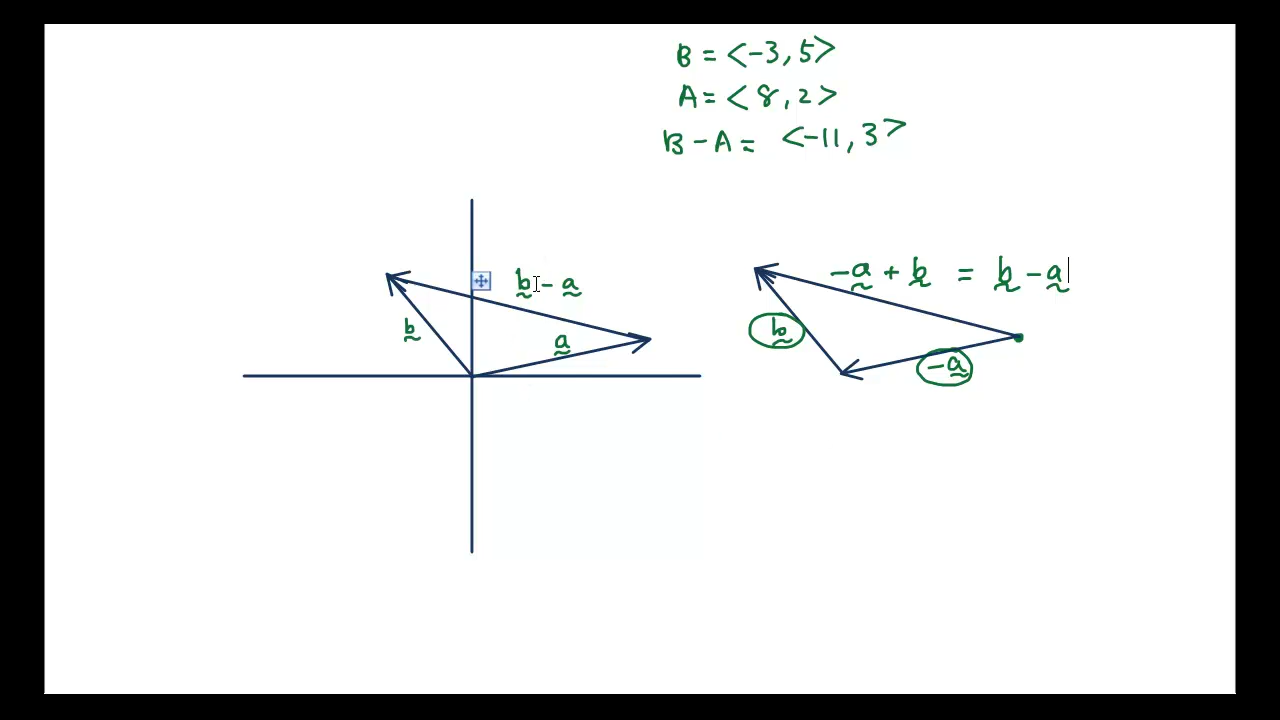 B = <-3, 5>
A = <8, 2>
B - A = <-11, 3>
b - a
b
a
-a + b = b - a
b
-a